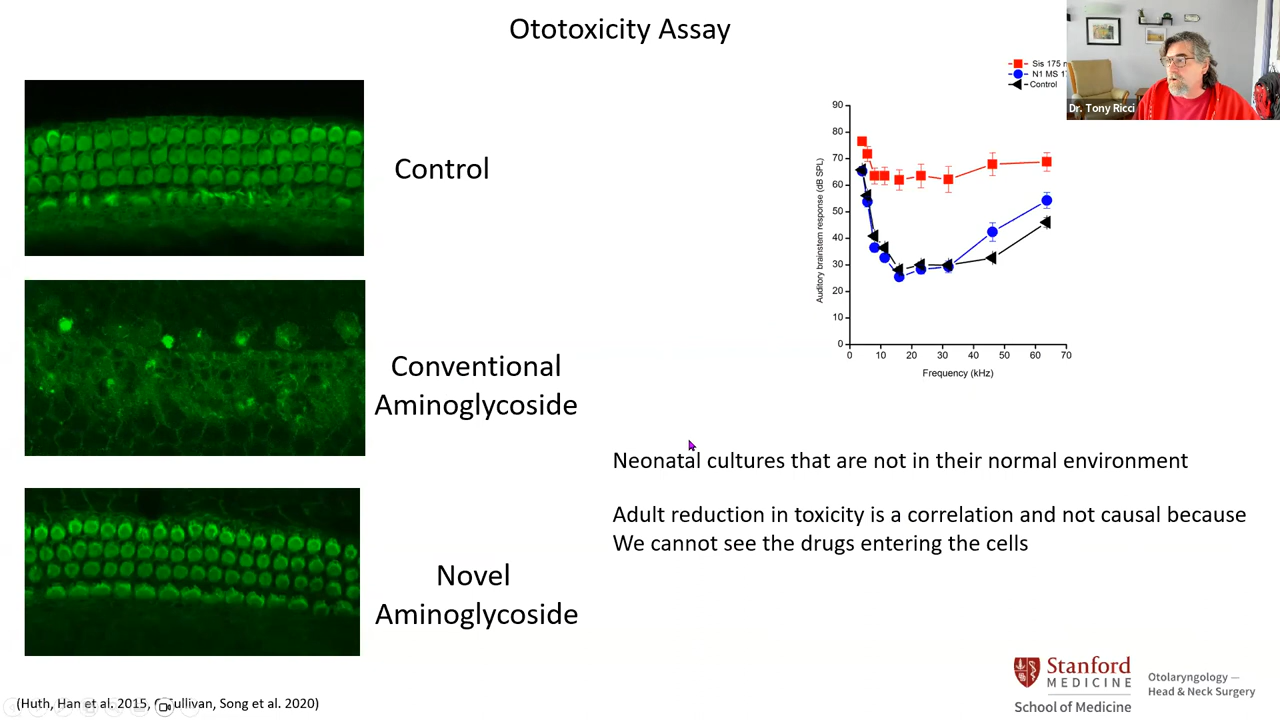 Ototoxicity Assay
Sis 175
N1 MS
Control
Dr. Tony Ricci
Control
Conventional
Aminoglycoside
Novel
Aminoglycoside
90
80
70
60
50
40
30
20
10
0
Auditory brainstem response (dB SPL)
0 10 20 30 40 50 60 70
Frequency (kHz)
Neonatal cultures that are not in their normal environment
Adult reduction in toxicity is a correlation and not causal because
We cannot see the drugs entering the cells
(Huth, Han et al. 2015, Song et al. 2020)
Stanford
MEDICINE
School of Medicine
Otolaryngology —
Head & Neck Surgery